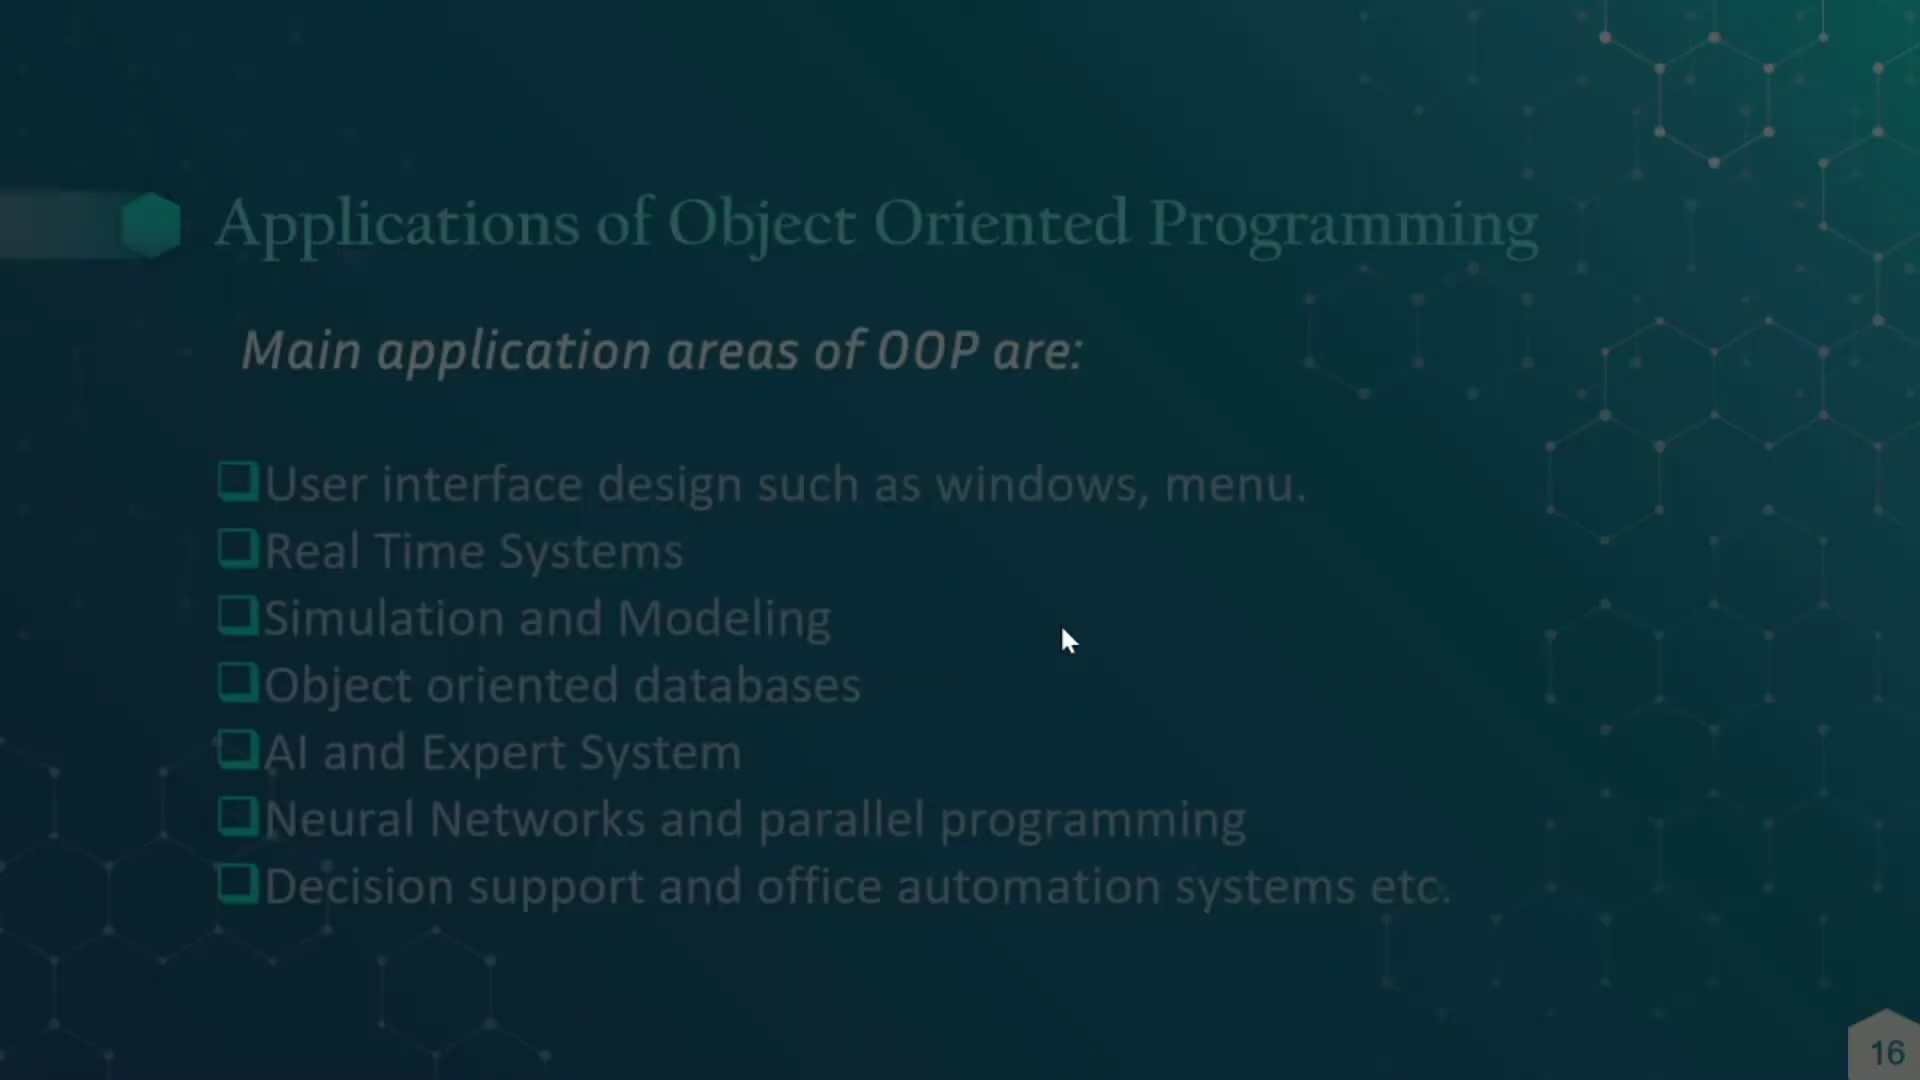 Applications of Object Oriented Programming
Main application areas of OOP are:
User interface design such as windows, menu.
Real Time Systems
Simulation and Modeling
Object oriented databases
AI and Expert System
Neural Networks and parallel programming
Decision support and office automation systems etc.
16